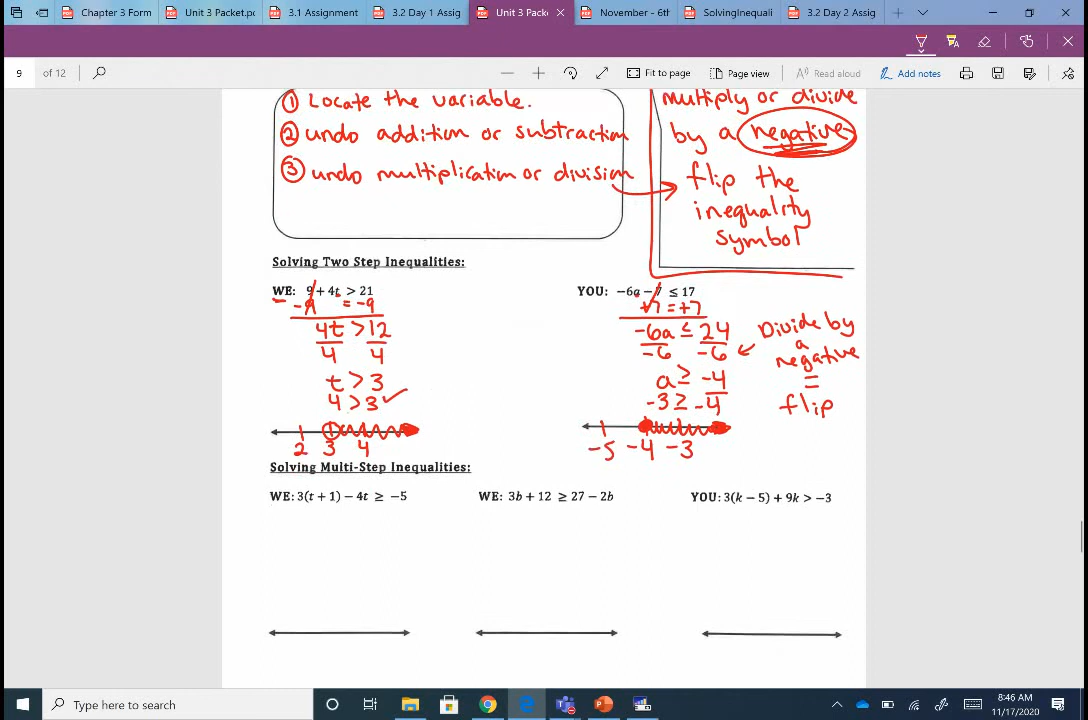 Chapter 3 Form
Unit 3 Packet.pd
3.1 Assignment
3.2 Day 1 Assig
Unit 3 Pack
November - 6th
SolvingInequali
3.2 Day 2 Assig
9 of 12
Fit to page
Page view
Read aloud
Add notes
① Locate the variable.
② undo addition or subtraction
③ undo multiplication or division
multiply or divide
by a negative
flip the
inequality
symbol
Solving Two Step Inequalities:
WE: 9 + 4t > 21
-9 = -9
4t > 12
4 4
t > 3
4 > 3 ✓
2 3 4
YOU: −6a − 7 ≤ 17
+7 = +7
-6a ≤ 24
-6 -6
a ≥ -4
-3 ≥ -4
-5 -4 -3
Divide by
a
negative
=
flip
Solving Multi-Step Inequalities:
WE: 3(t + 1) − 4t ≥ −5
WE: 3b + 12 ≥ 27 − 2b
YOU: 3(k − 5) + 9k > −3
Type here to search
8:46 AM
11/17/2020